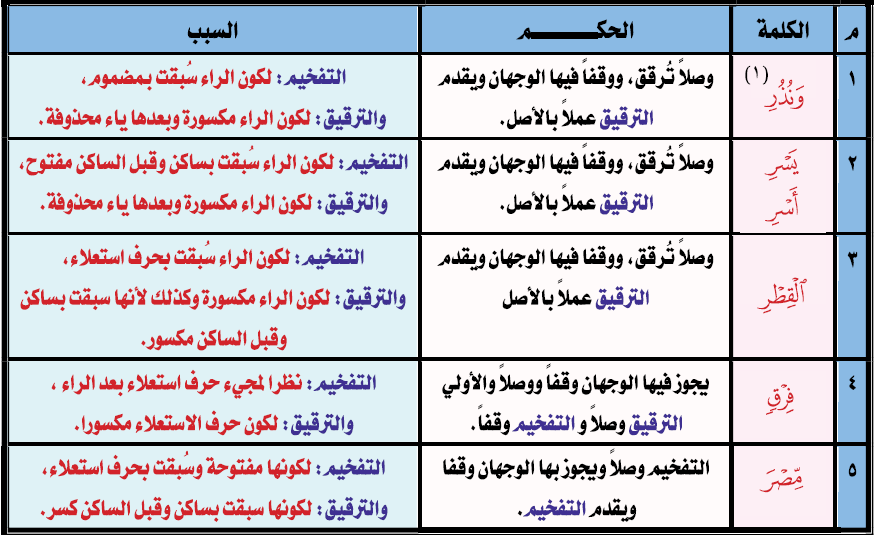 م الكلمة الحكـــــــم السبب
١ وَنُذُرِ (١) وصلاً تُرقق، ووقفاً فيها الوجهان ويقدم الترقيق عملاً بالأصل. التفخيم: لكون الراء سُبقت بمضموم، والترقيق: لكون الراء مكسورة وبعدها ياء محذوفة.
٢ يَسْرِ أَسْرِ وصلاً تُرقق، ووقفاً فيها الوجهان ويقدم الترقيق عملاً بالأصل. التفخيم: لكون الراء سُبقت بساكن وقبل الساكن مفتوح، والترقيق: لكون الراء مكسورة وبعدها ياء محذوفة.
٣ ٱلْقِطْرِ وصلاً تُرقق، ووقفا فيها الوجهان ويقدم الترقيق عملاً بالأصل التفخيم: لكون الراء سُبقت بحرف استعلاء، والترقيق: لكون الراء مكسورة وكذلك لأنها سبقت بساكن وقبل الساكن مكسور.
٤ فِرْقٍ يجوز فيها الوجهان وقفاً ووصلاً والأولي الترقيق وصلاً و التفخيم وقفاً. التفخيم: نظرا لمجيء حرف استعلاء بعد الراء ، والترقيق: لكون حرف الاستعلاء مكسورا.
٥ مِّصْرَ التفخيم وصلاً ويجوز بها الوجهان وقفا ويقدم التفخيم. التفخيم: لكونها مفتوحة وسُبقت بحرف استعلاء، والترقيق: لكونها سبقت بساكن وقبل الساكن كسر.